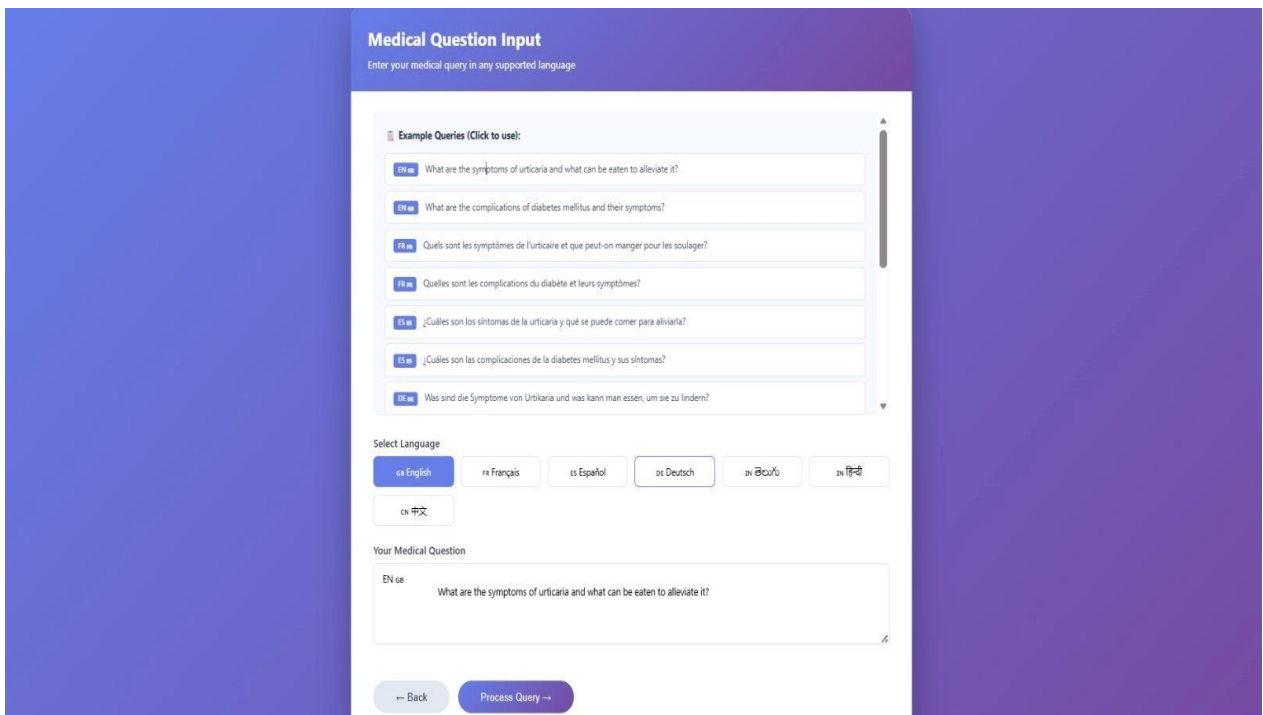 Medical Question Input
Enter your medical query in any supported language
📋 Example Queries (Click to use):
EN GB What are the symptoms of urticaria and what can be eaten to alleviate it?
EN GB What are the complications of diabetes mellitus and their symptoms?
FR FR Quels sont les symptômes de l'urticaire et que peut-on manger pour les soulager?
FR FR Quelles sont les complications du diabète et leurs symptômes?
ES ES ¿Cuáles son los síntomas de la urticaria y qué se puede comer para aliviarla?
ES ES ¿Cuáles son las complicaciones de la diabetes mellitus y sus síntomas?
DE DE Was sind die Symptome von Urtikaria und was kann man essen, um sie zu lindern?
Select Language
GB English FR Français ES Español DE Deutsch IN తెలుగు IN हिन्दी
CN 中文
Your Medical Question
EN GB
What are the symptoms of urticaria and what can be eaten to alleviate it?
← Back Process Query →